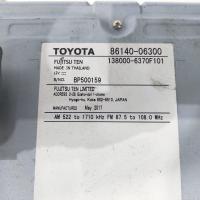 TOYOTA 86140-06300
FUJITSU TEN 138000-6370F101
MADE IN THAILAND
12V
S/NO. BP500159
FUJITSU TEN LIMITED
ADDRESS 2-28 Gosho-dori 1-chome
Hyogo-ku, Kobe 652-8510, JAPAN
MANUFACTURED May 2017
AM 522 to 1710 kHz FM 87.5 to 108.0 MHz